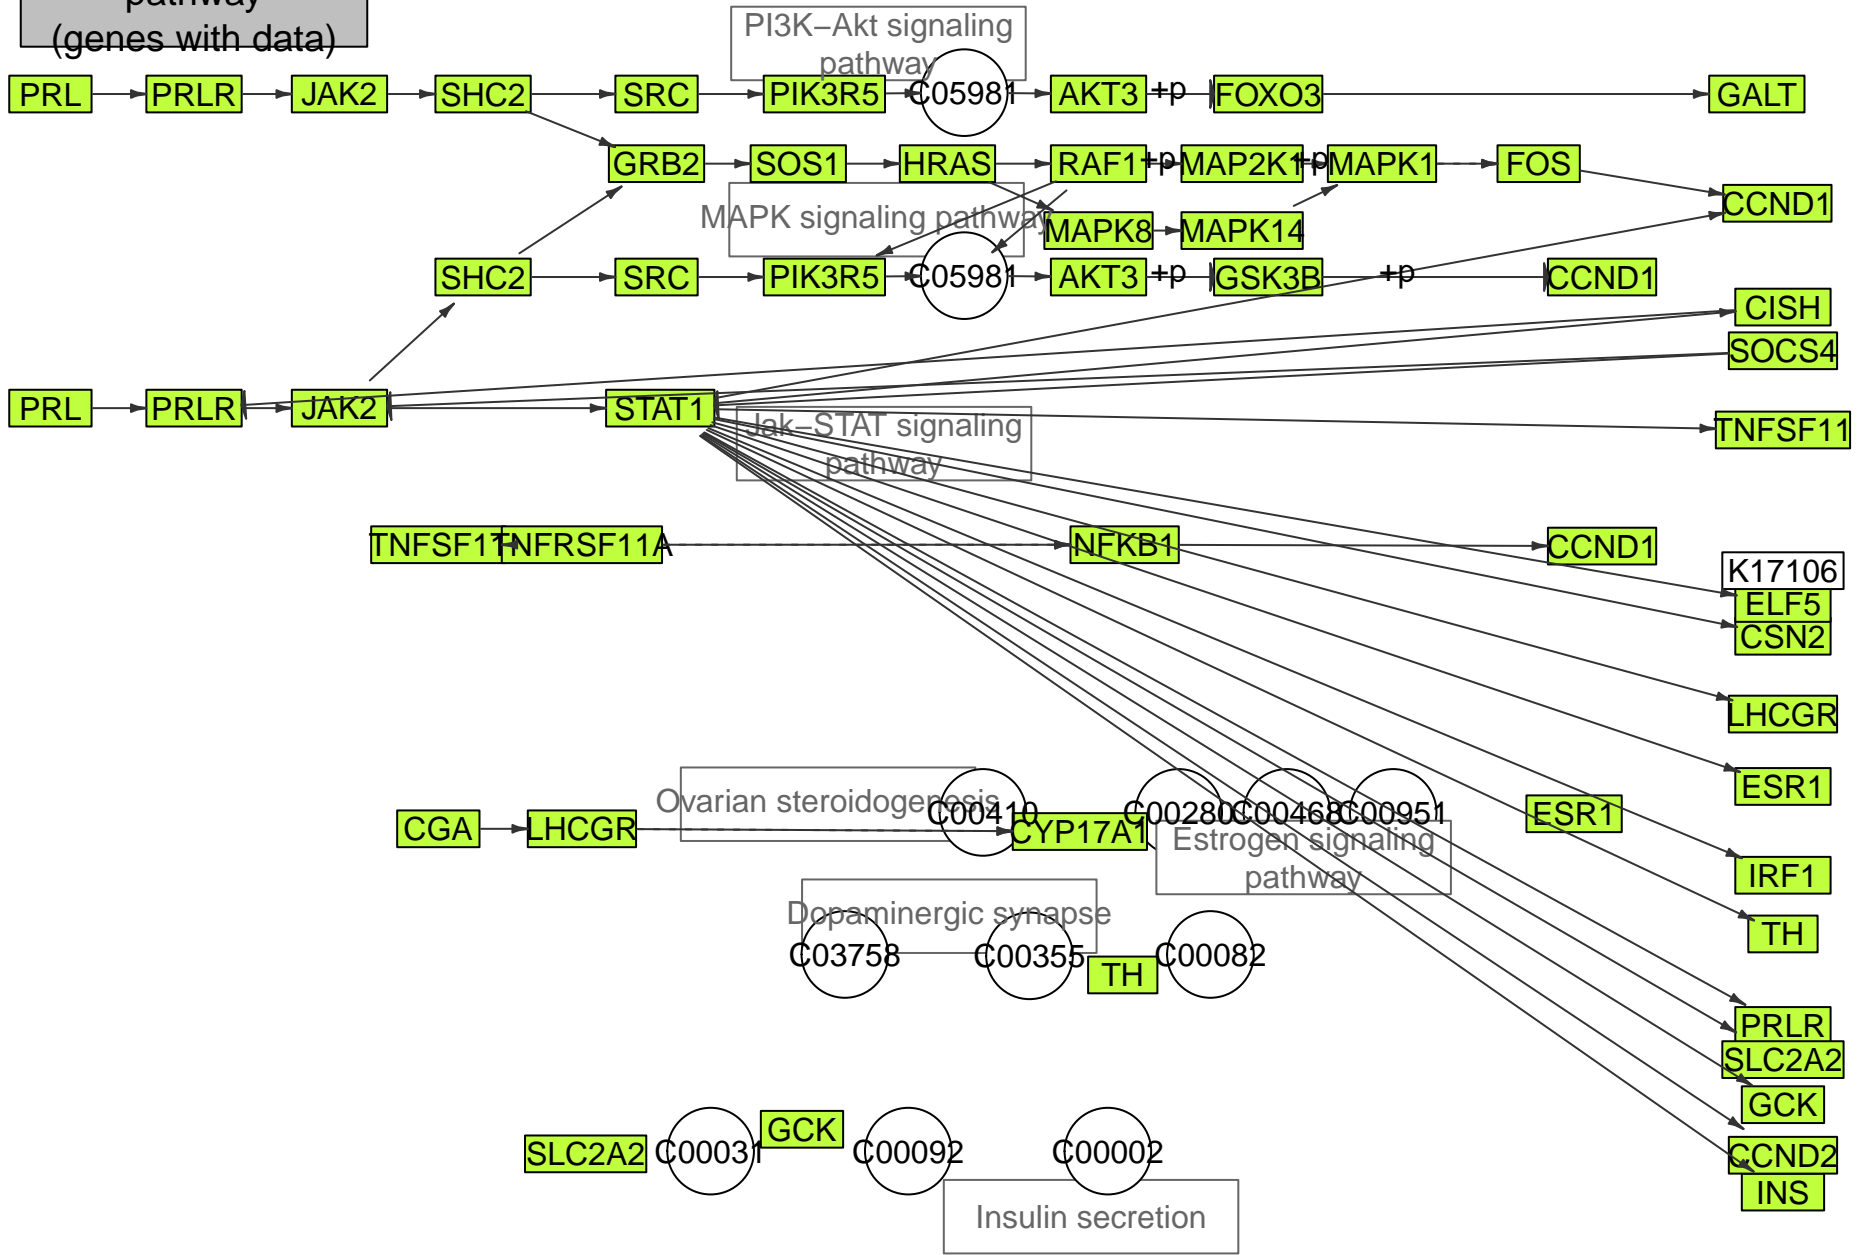 pathway
(genes with data)
PI3K–Akt signaling
pathway
PRL
PRLR
JAK2
SHC2
SRC
PIK3R5
C05981
AKT3
+p
FOXO3
GALT
GRB2
SOS1
HRAS
RAF1
+p
MAP2K1
+p
MAPK1
FOS
CCND1
MAPK signaling pathway
MAPK8
MAPK14
SHC2
SRC
PIK3R5
C05981
AKT3
+p
GSK3B
+p
CCND1
CISH
SOCS4
PRL
PRLR
JAK2
STAT1
TNFSF11
Jak–STAT signaling
pathway
TNFSF11
TNFRSF11A
NFKB1
CCND1
K17106
ELF5
CSN2
LHCGR
ESR1
Ovarian steroidogenesis
C00410
C00280
C00468
C00951
ESR1
CGA
LHCGR
CYP17A1
Estrogen signaling
pathway
IRF1
Dopaminergic synapse
TH
C03758
C00355
TH
C00082
PRLR
SLC2A2
GCK
GCK
SLC2A2
C00031
C00092
C00002
CCND2
INS
Insulin secretion